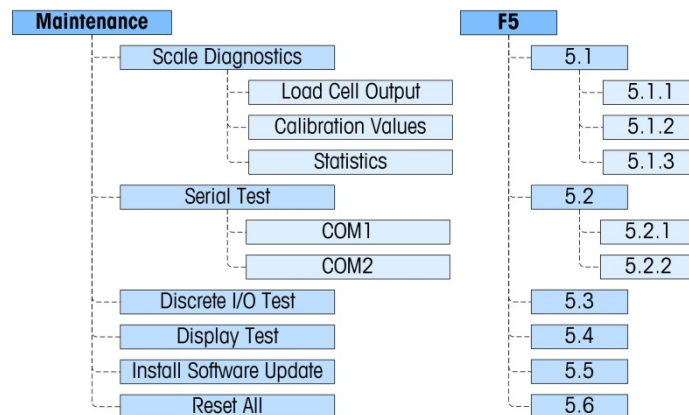 Maintenance
Scale Diagnostics
Load Cell Output
Calibration Values
Statistics
Serial Test
COM1
COM2
Discrete I/O Test
Display Test
Install Software Update
Reset All
F5
5.1
5.1.1
5.1.2
5.1.3
5.2
5.2.1
5.2.2
5.3
5.4
5.5
5.6